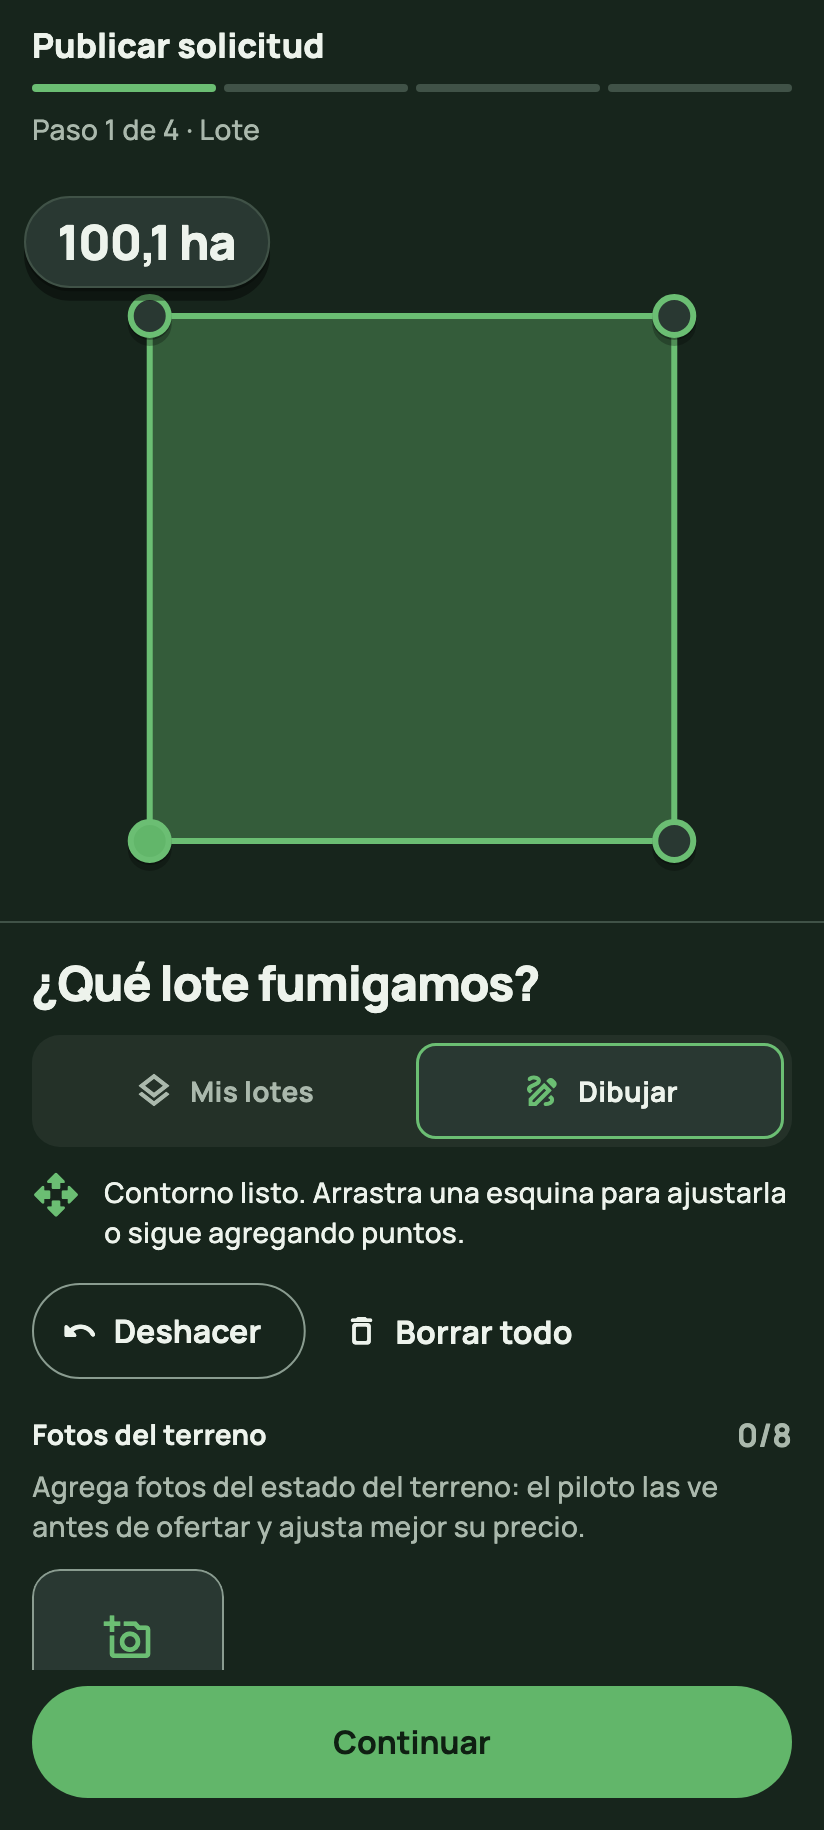 Publicar solicitud
Paso 1 de 4 · Lote
100,1 ha
¿Qué lote fumigamos?
Mis lotes
Dibujar
Contorno listo. Arrastra una esquina para ajustarla
o sigue agregando puntos.
Deshacer
Borrar todo
Fotos del terreno
0/8
Agrega fotos del estado del terreno: el piloto las ve
antes de ofertar y ajusta mejor su precio.
Continuar